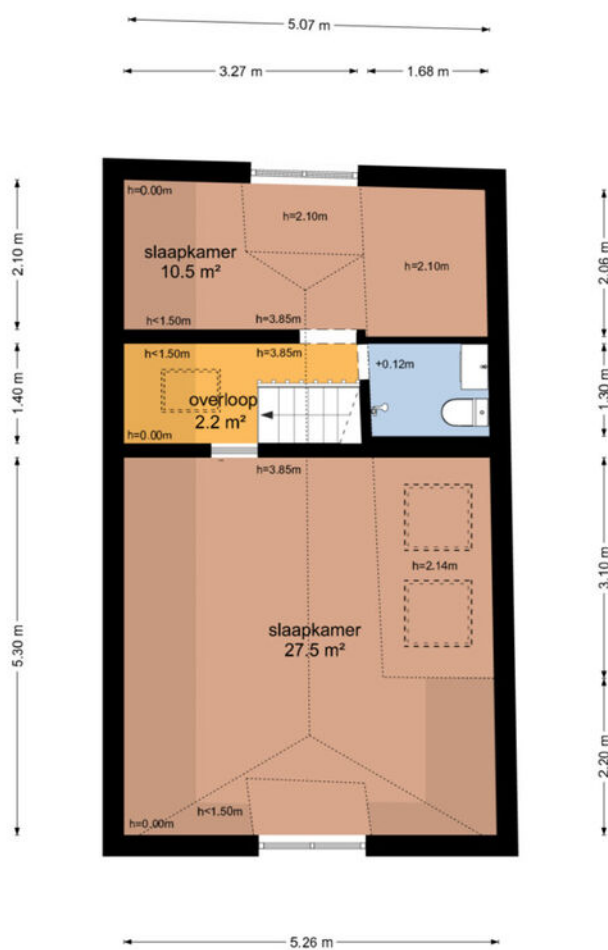 5.07 m
3.27 m
1.68 m
h=0.00m
h=2.10m
slaapkamer
10.5 m²
h=2.10m
2.10 m
2.06 m
h<1.50m
h=3.85m
h<1.50m
h=3.85m
+0.12m
1.40 m
1.30 m
overloop
2.2 m²
h=0.00m
h=3.85m
h=2.14m
3.10 m
5.30 m
slaapkamer
27.5 m²
2.20 m
h<1.50m
h=0.00m
5.26 m